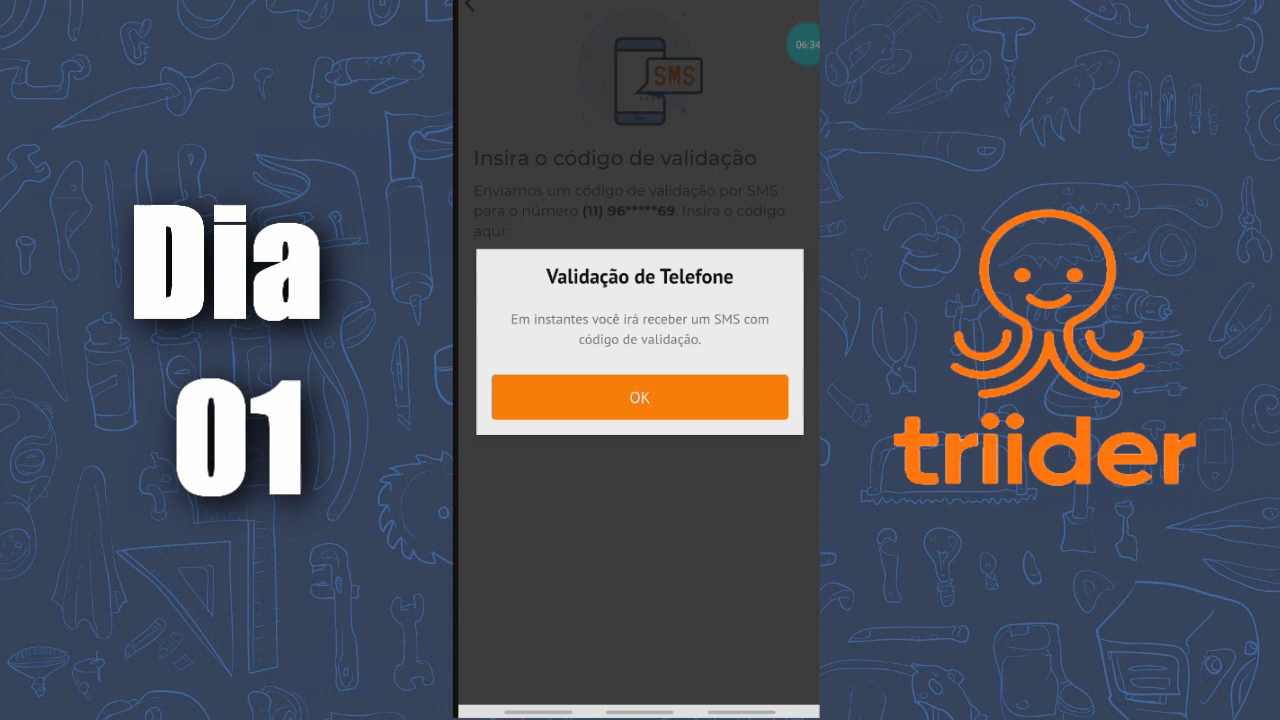 Dia
01
06:34
SMS
Insira o código de validação
Enviamos um código de validação por SMS
para o número (11) 96*****69. Insira o código
aqui:
Validação de Telefone
Em instantes você irá receber um SMS com
código de validação.
OK
triider